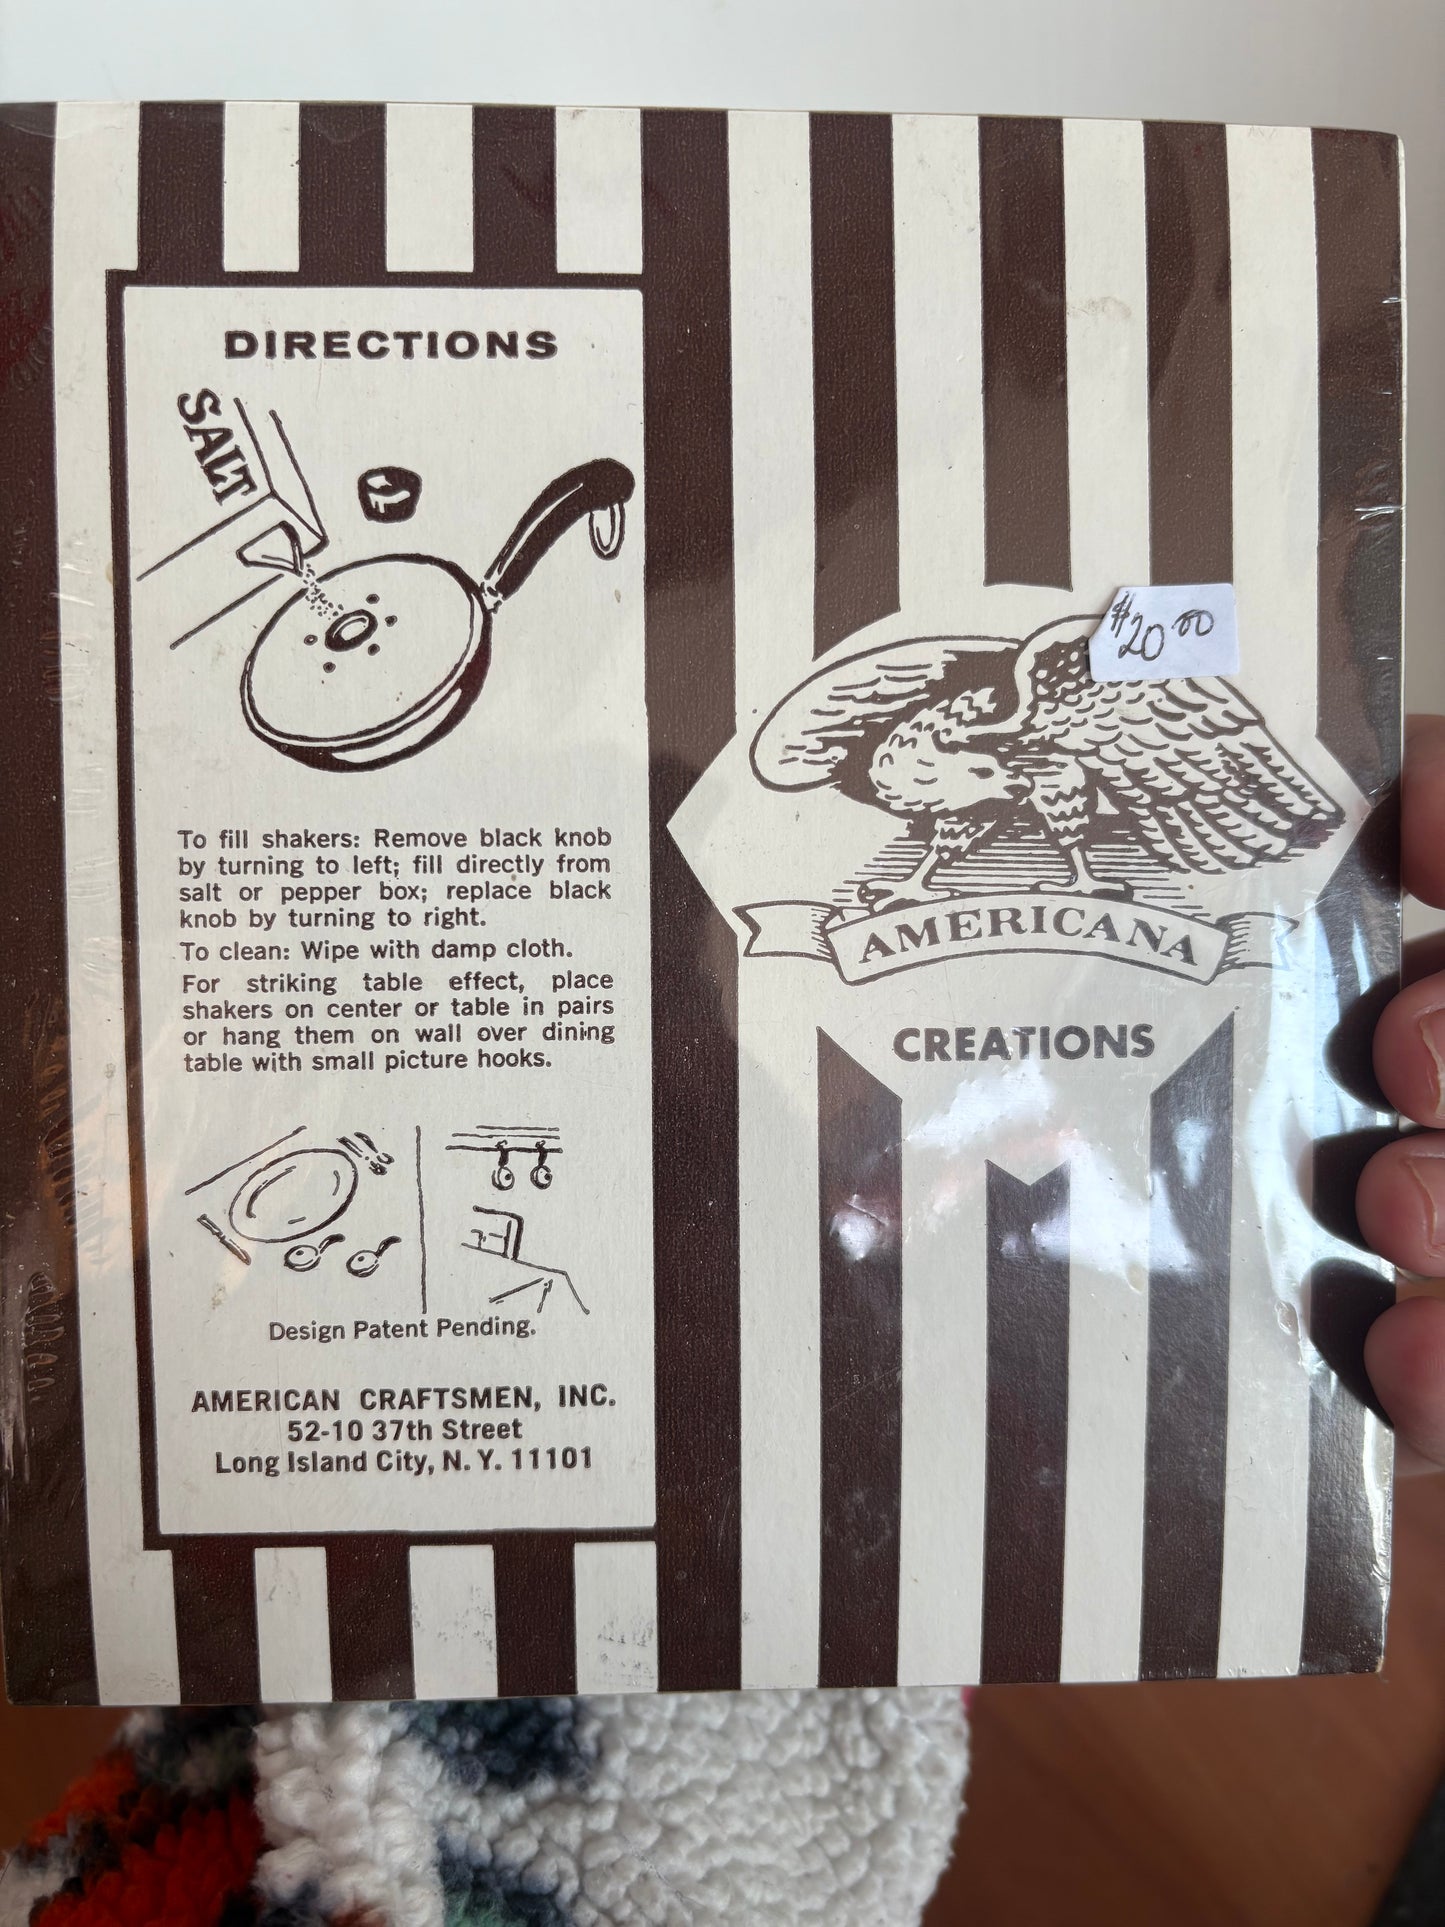 DIRECTIONS
SALT
To fill shakers: Remove black knob
by turning to left; fill directly from
salt or pepper box; replace black
knob by turning to right.
To clean: Wipe with damp cloth.
For striking table effect, place
shakers on center or table in pairs
or hang them on wall over dining
table with small picture hooks.
Design Patent Pending.
AMERICAN CRAFTSMEN, INC.
52-10 37th Street
Long Island City, N. Y. 11101
$20.00
AMERICANA
CREATIONS